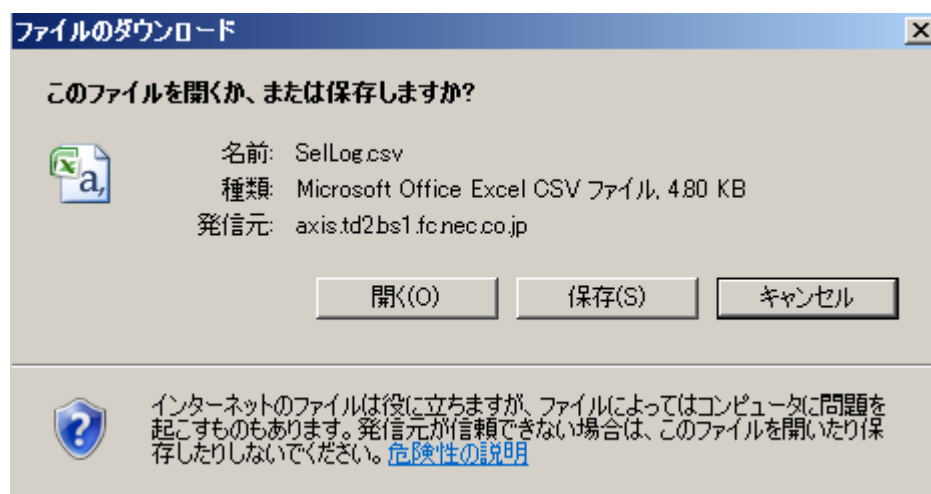 ファイルのダウンロード
このファイルを開くか、または保存しますか?
名前: SelLog.csv
種類: Microsoft Office Excel CSV ファイル, 4.80 KB
発信元: axis.td2.bs1.fc.nec.co.jp
開く(O) 保存(S) キャンセル
インターネットのファイルは役に立ちますが、ファイルによってはコンピュータに問題を
起こすものもあります。発信元が信頼できない場合は、このファイルを開いたり保
存したりしないでください。危険性の説明